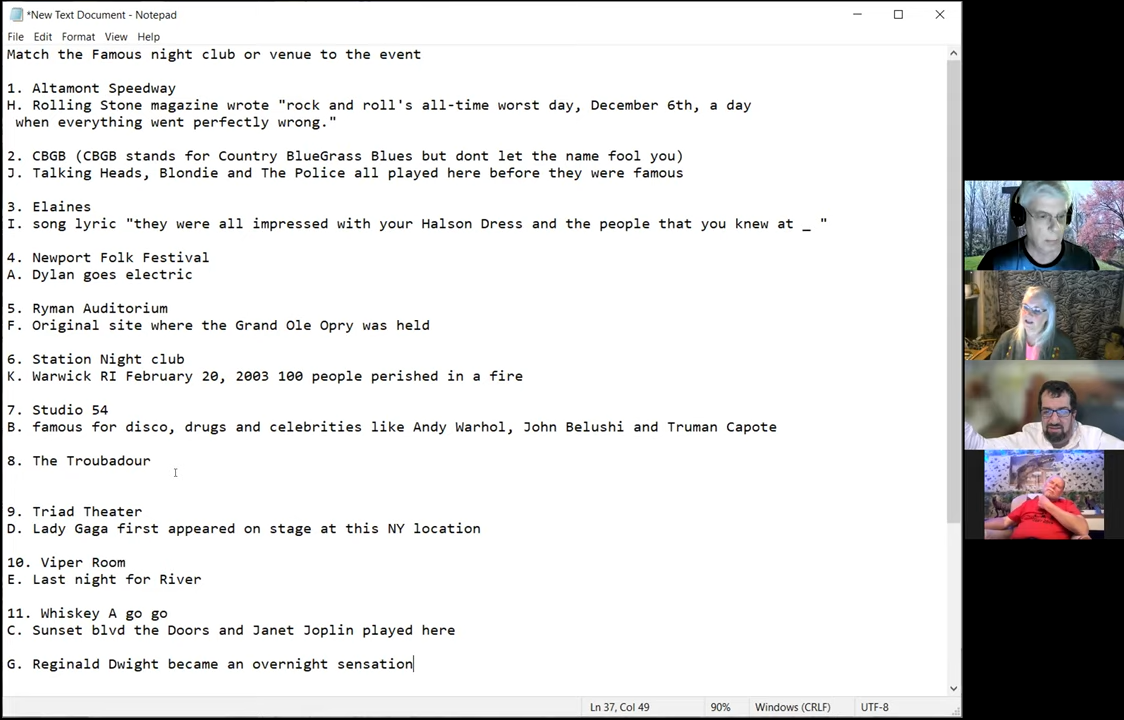 *New Text Document - Notepad
File Edit Format View Help
Match the Famous night club or venue to the event
1. Altamont Speedway
H. Rolling Stone magazine wrote "rock and roll's all-time worst day, December 6th, a day
when everything went perfectly wrong."
2. CBGB (CBGB stands for Country BlueGrass Blues but dont let the name fool you)
J. Talking Heads, Blondie and The Police all played here before they were famous
3. Elaines
I. song lyric "they were all impressed with your Halson Dress and the people that you knew at _ "
4. Newport Folk Festival
A. Dylan goes electric
5. Ryman Auditorium
F. Original site where the Grand Ole Opry was held
6. Station Night club
K. Warwick RI February 20, 2003 100 people perished in a fire
7. Studio 54
B. famous for disco, drugs and celebrities like Andy Warhol, John Belushi and Truman Capote
8. The Troubadour
9. Triad Theater
D. Lady Gaga first appeared on stage at this NY location
10. Viper Room
E. Last night for River
11. Whiskey A go go
C. Sunset blvd the Doors and Janet Joplin played here
G. Reginald Dwight became an overnight sensation
Ln 37, Col 49 90% Windows (CRLF) UTF-8